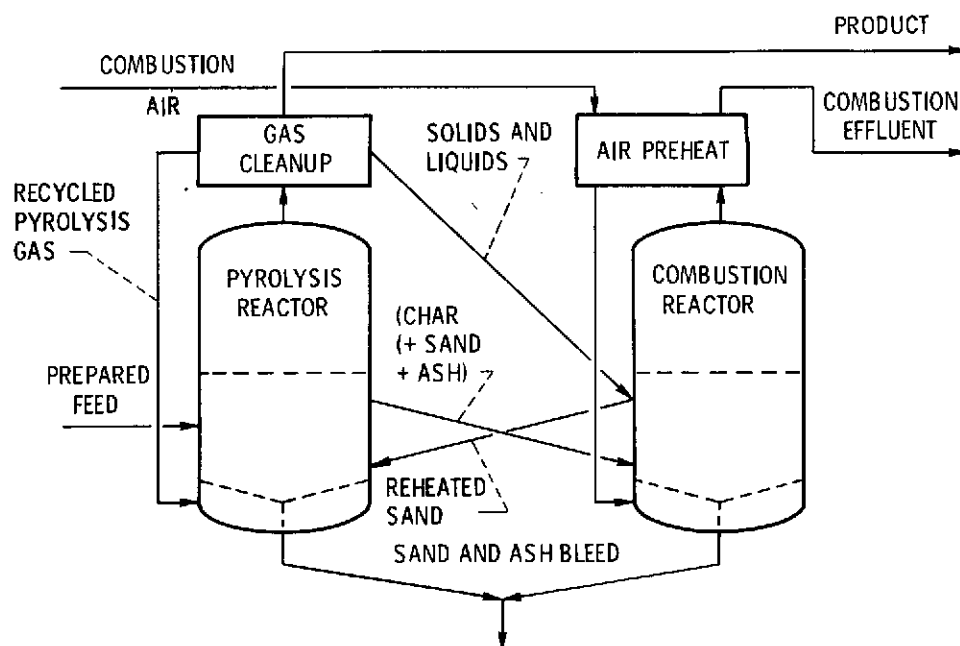 PRODUCT
COMBUSTION
AIR
COMBUSTION
EFFLUENT
GAS
CLEANUP
SOLIDS AND
LIQUIDS
AIR PREHEAT
RECYCLED
PYROLYSIS
GAS
PYROLYSIS
REACTOR
COMBUSTION
REACTOR
(CHAR
(+ SAND
+ ASH)
PREPARED
FEED
REHEATED
SAND
SAND AND ASH BLEED